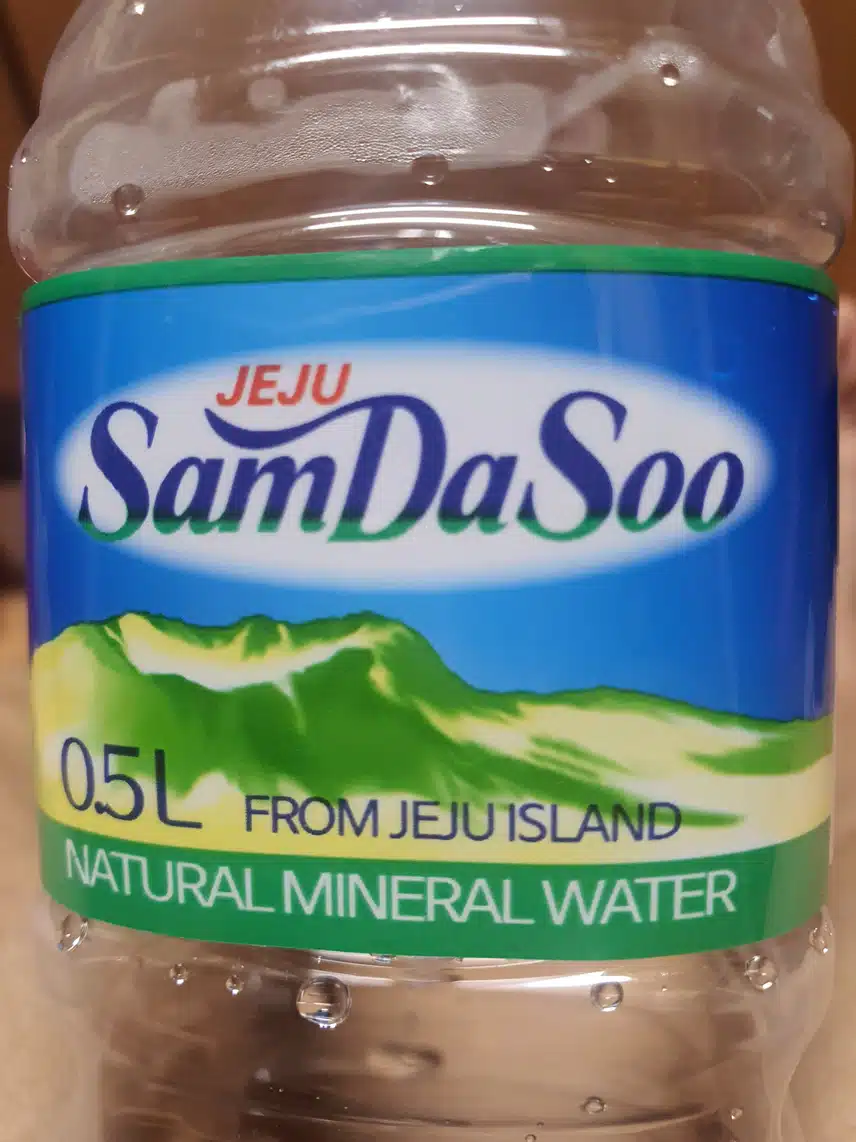 JEJU
SamDaSoo
0.5L FROM JEJU ISLAND
NATURAL MINERAL WATER